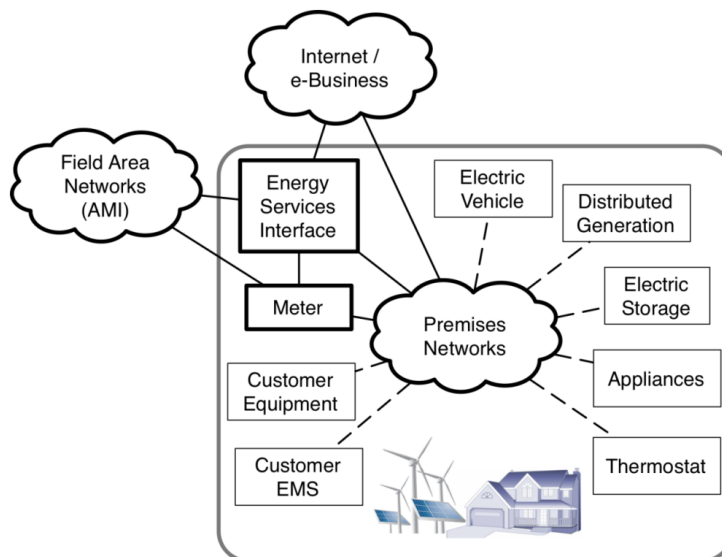 Internet /
e-Business
Field Area
Networks
(AMI)
Energy
Services
Interface
Electric
Vehicle
Distributed
Generation
Meter
Electric
Storage
Premises
Networks
Customer
Equipment
Appliances
Customer
EMS
Thermostat